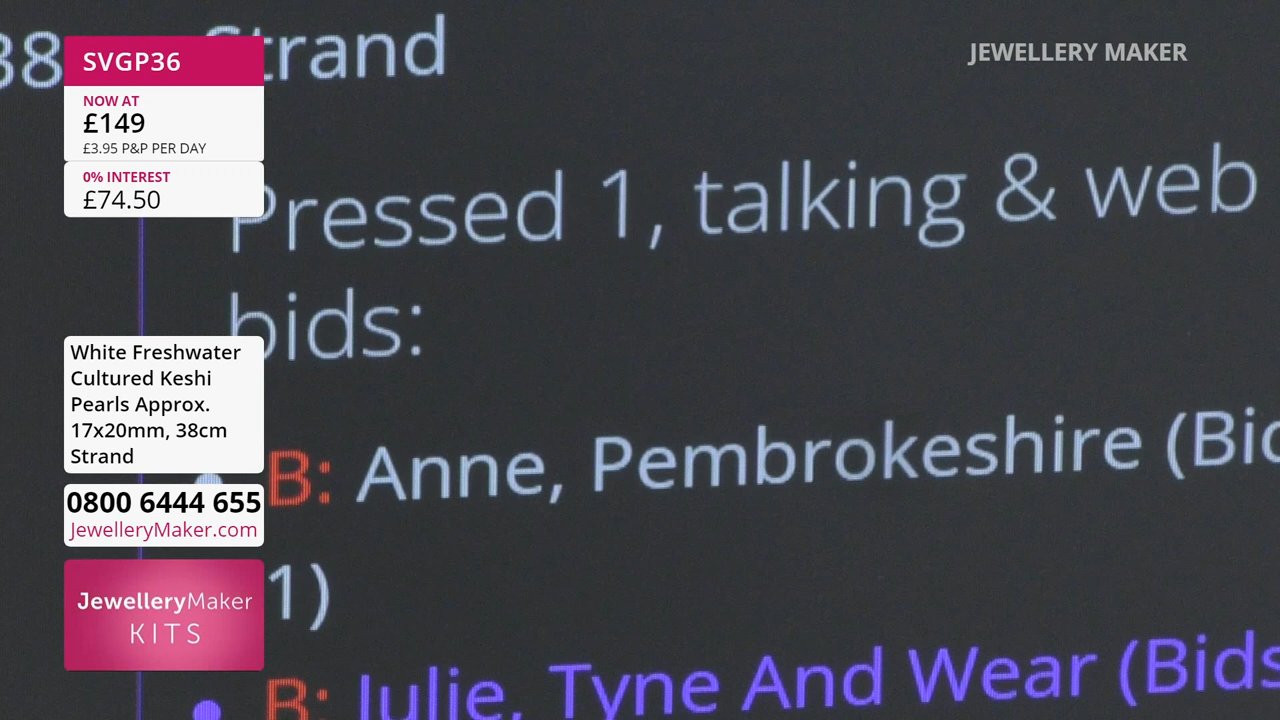 38
Strand
SVGP36
JEWELLERY MAKER
NOW AT
£149
£3.95 P&P PER DAY
0% INTEREST
£74.50
Pressed 1, talking & web
bids:
White Freshwater
Cultured Keshi
Pearls Approx.
17x20mm, 38cm
Strand
B: Anne, Pembrokeshire (Bid
0800 6444 655
JewelleryMaker.com
1)
JewelleryMaker
KITS
B: Julie, Tyne And Wear (Bids